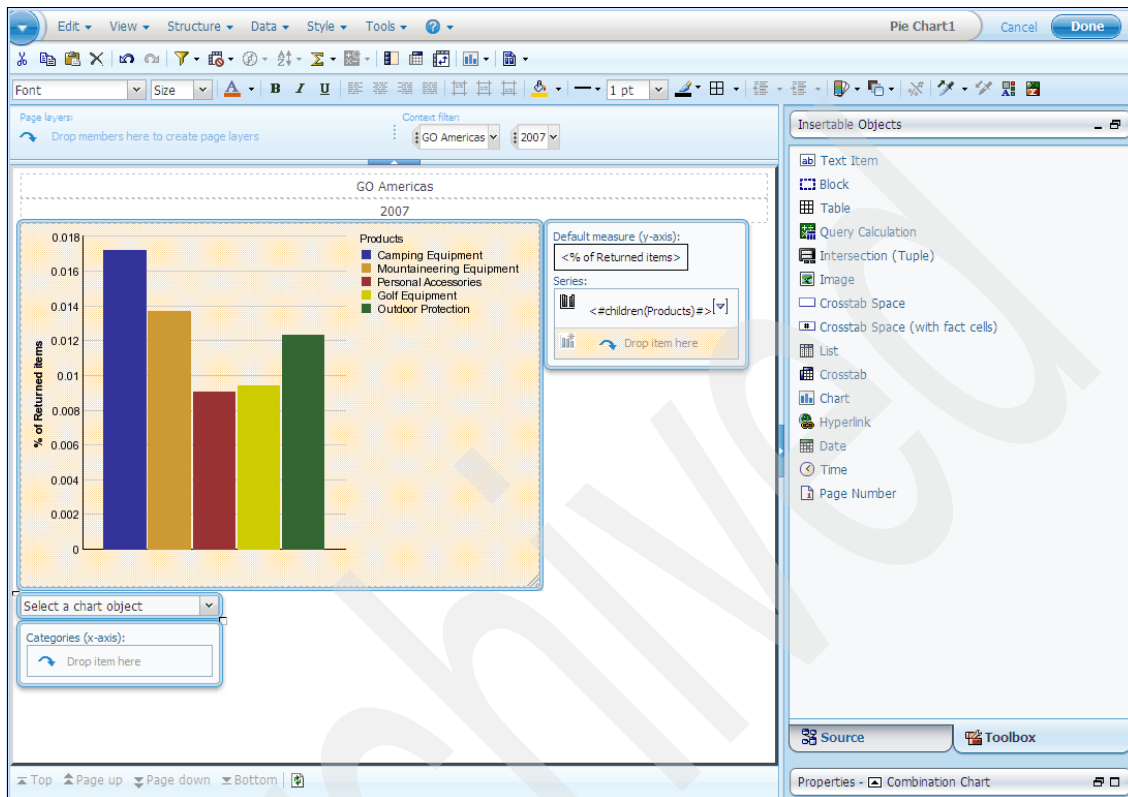 Edit View Structure Data Style Tools ? Pie Chart1 Cancel Done
Font Size A B I U 1 pt
Page layers:
Drop members here to create page layers
Context filter:
GO Americas 2007
GO Americas
2007
0.018
0.016
0.014
0.012
0.01
0.008
0.006
0.004
0.002
0
% of Returned items
Products
Camping Equipment
Mountaineering Equipment
Personal Accessories
Golf Equipment
Outdoor Protection
Default measure (y-axis):
<% of Returned items>
Series:
<#children(Products)#>
Drop item here
Select a chart object
Categories (x-axis):
Drop item here
Top Page up Page down Bottom
Insertable Objects
Text Item
Block
Table
Query Calculation
Intersection (Tuple)
Image
Crosstab Space
Crosstab Space (with fact cells)
List
Crosstab
Chart
Hyperlink
Date
Time
Page Number
Source Toolbox
Properties - Combination Chart